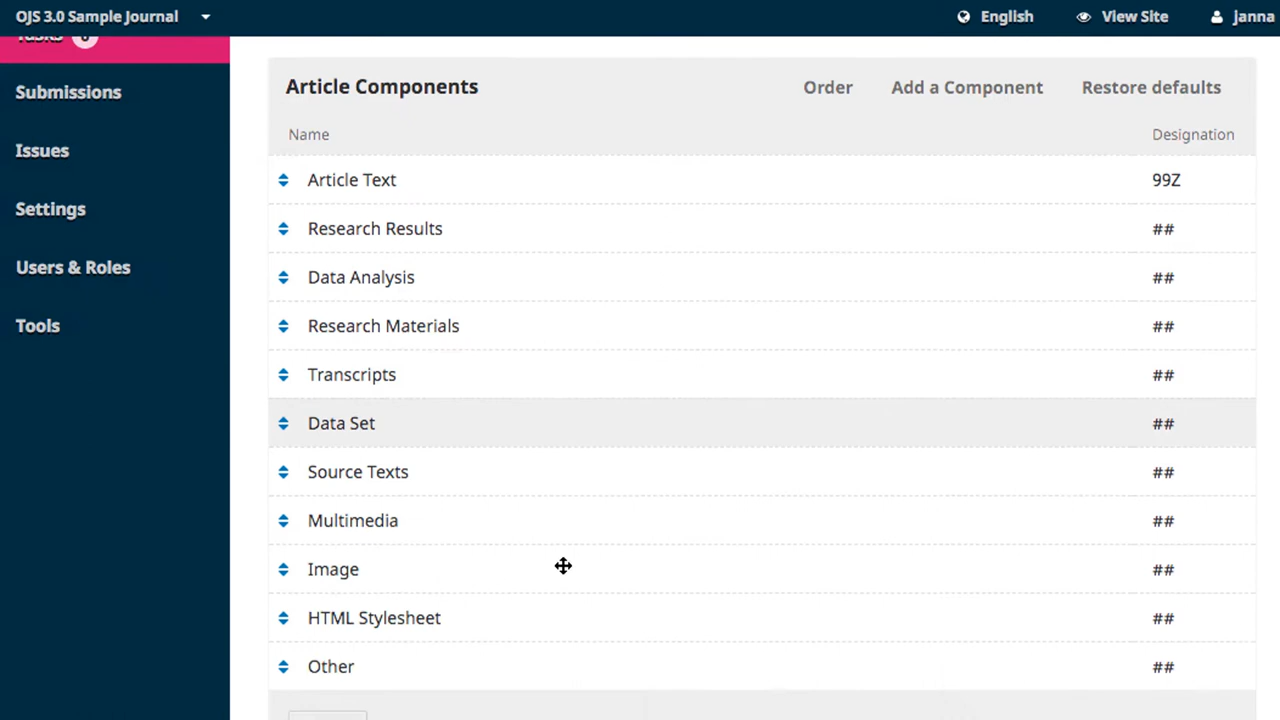 OJS 3.0 Sample Journal English View Site Janna
Submissions
Issues
Settings
Users & Roles
Tools
Article Components Order Add a Component Restore defaults
Name Designation
Article Text 99Z
Research Results ##
Data Analysis ##
Research Materials ##
Transcripts ##
Data Set ##
Source Texts ##
Multimedia ##
Image ##
HTML Stylesheet ##
Other ##